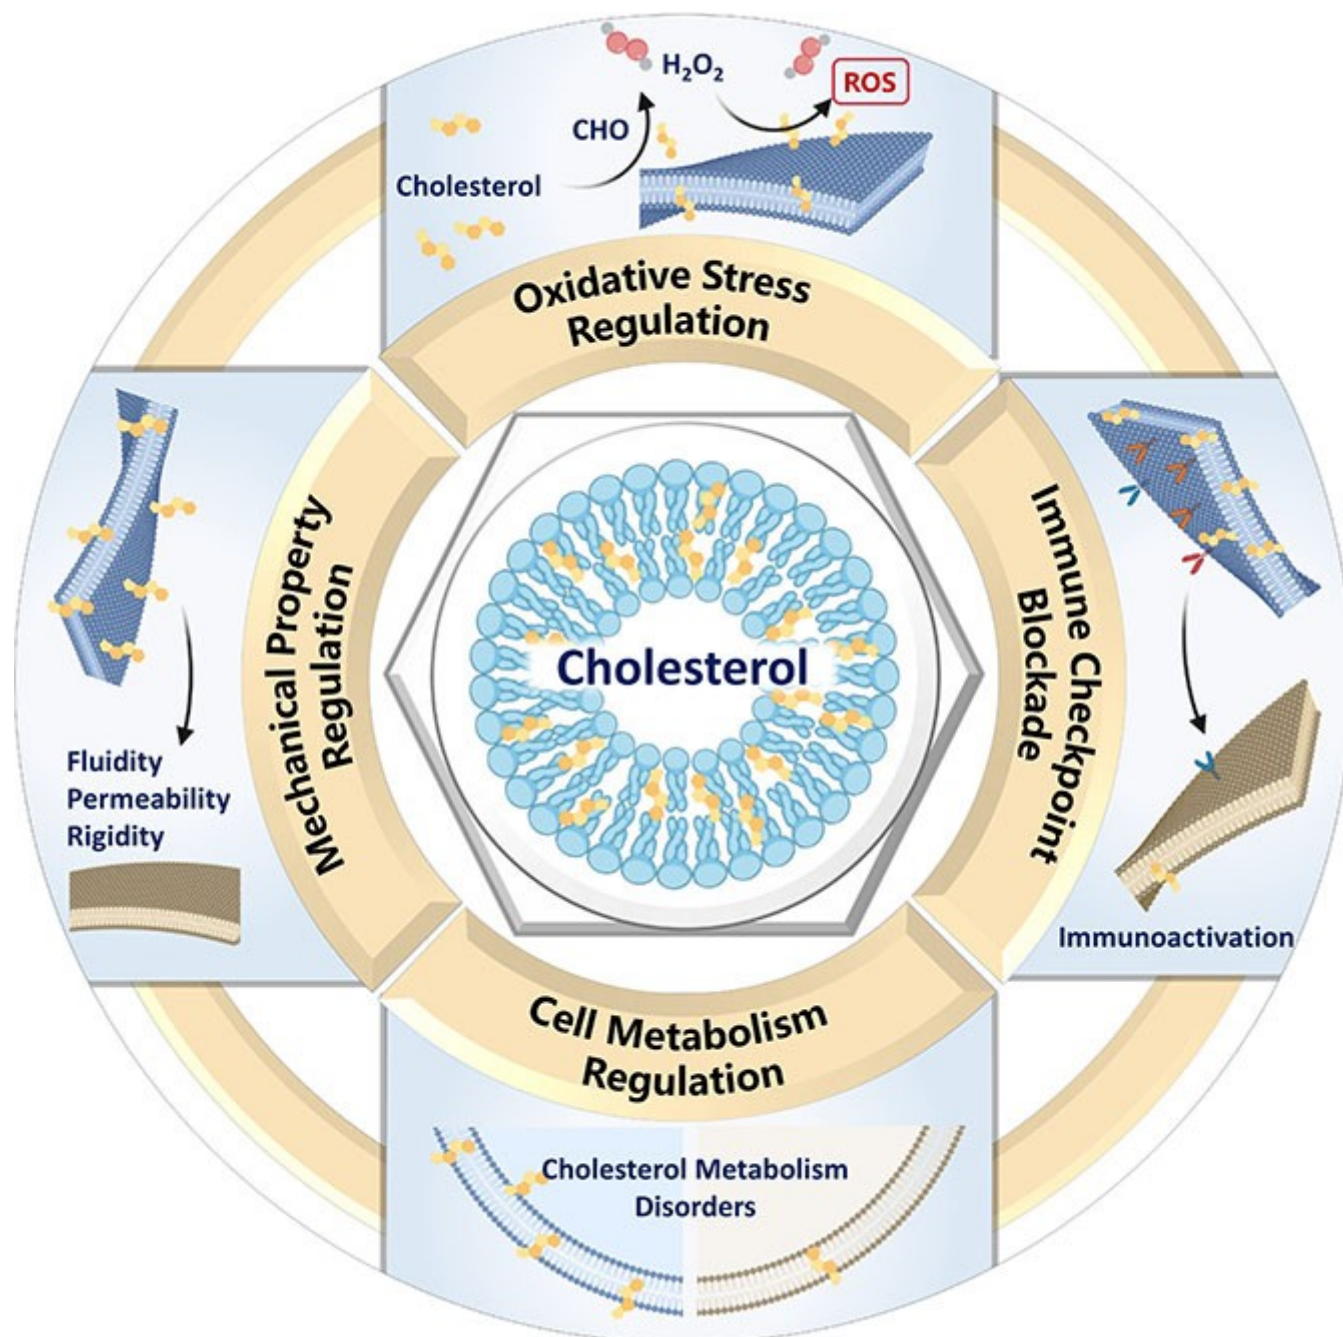 H₂O₂
ROS
CHO
Cholesterol
Oxidative Stress
Regulation
Mechanical Property
Regulation
Fluidity
Permeability
Rigidity
Cholesterol
Immune Checkpoint
Blockade
Immunoactivation
Cell Metabolism
Regulation
Cholesterol Metabolism
Disorders